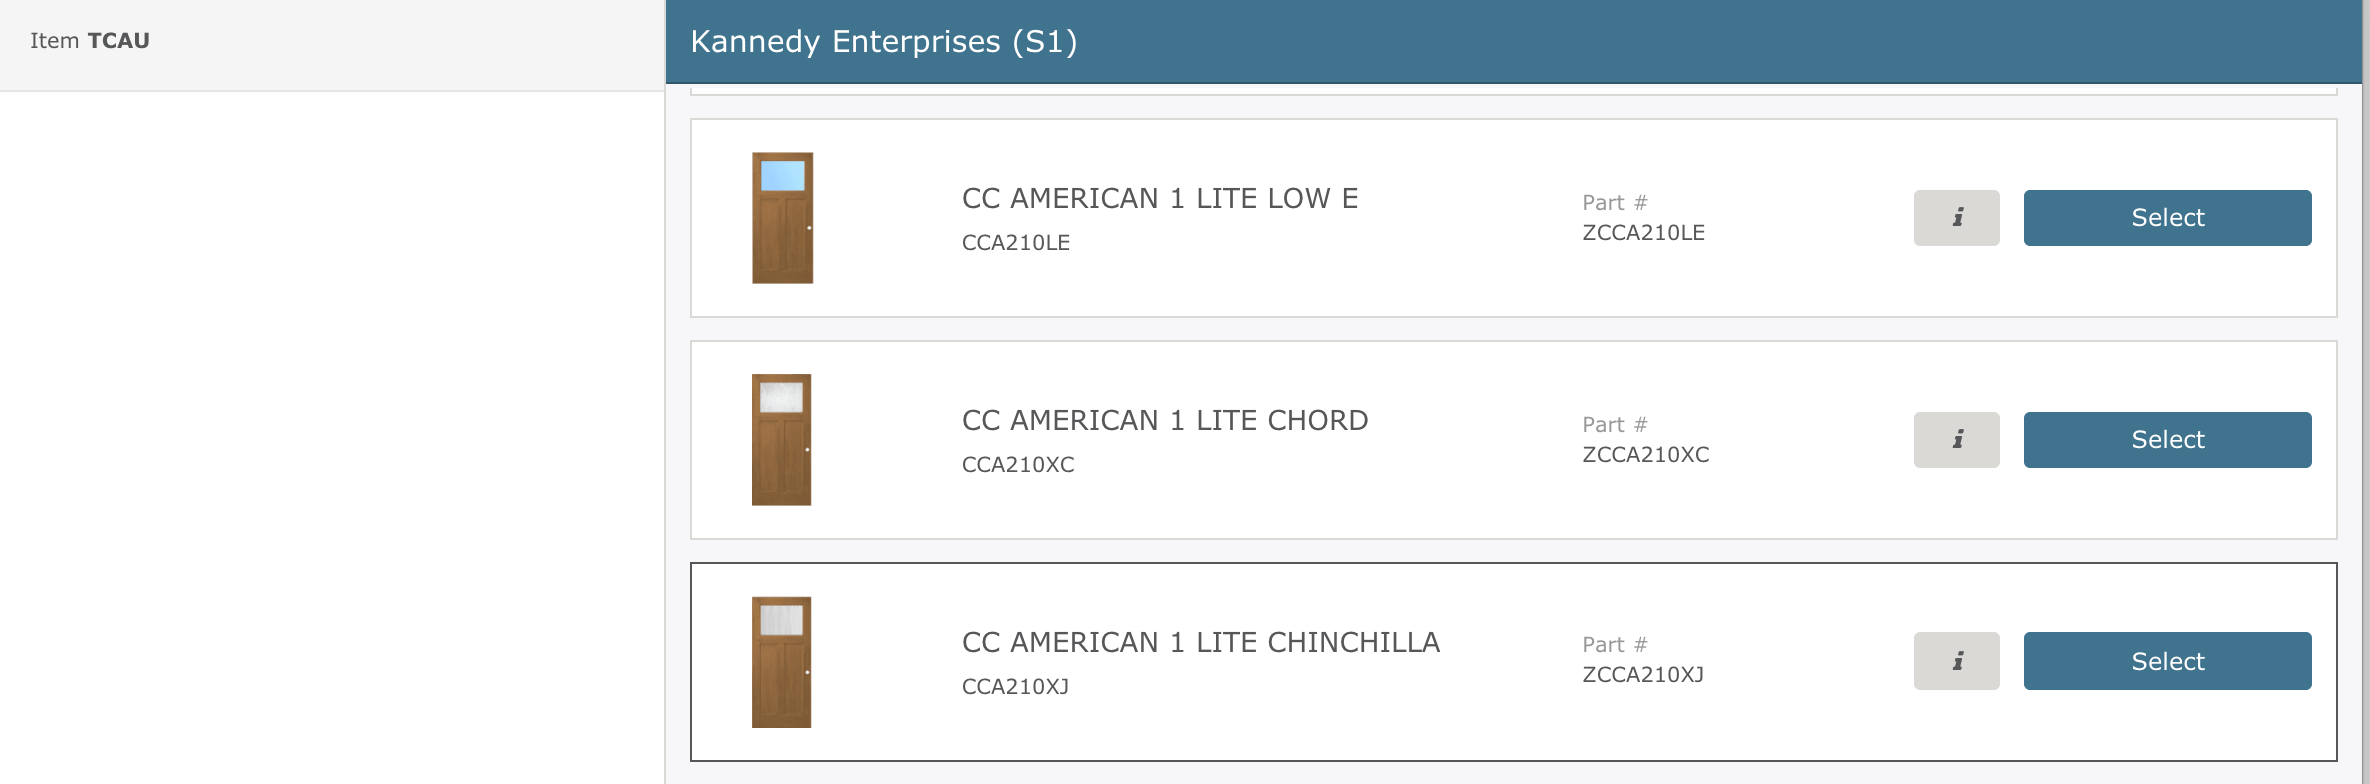 Item TCAU
Kannedy Enterprises (S1)
CC AMERICAN 1 LITE LOW E
CCA210LE
Part #
ZCCA210LE
i
Select
CC AMERICAN 1 LITE CHORD
CCA210XC
Part #
ZCCA210XC
i
Select
CC AMERICAN 1 LITE CHINCHILLA
CCA210XJ
Part #
ZCCA210XJ
i
Select